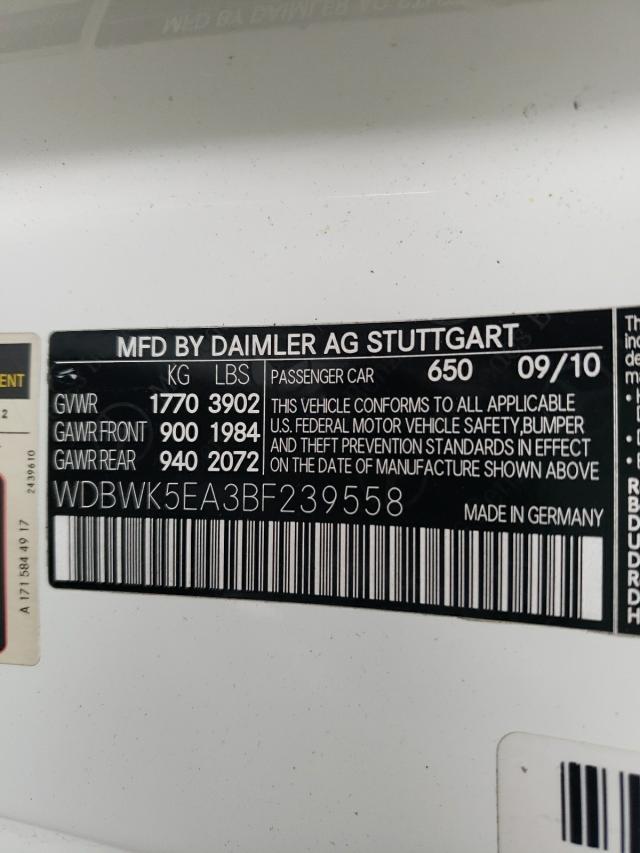 MFD BY DAIMLER AG STUTTGART
KG LBS PASSENGER CAR 650 09/10
GVWR 1770 3902
GAWR FRONT 900 1984
GAWR REAR 940 2072
THIS VEHICLE CONFORMS TO ALL APPLICABLE
U.S. FEDERAL MOTOR VEHICLE SAFETY,BUMPER
AND THEFT PREVENTION STANDARDS IN EFFECT
ON THE DATE OF MANUFACTURE SHOWN ABOVE
WDBWK5EA3BF239558
MADE IN GERMANY
A 171 584 49 17
2439610